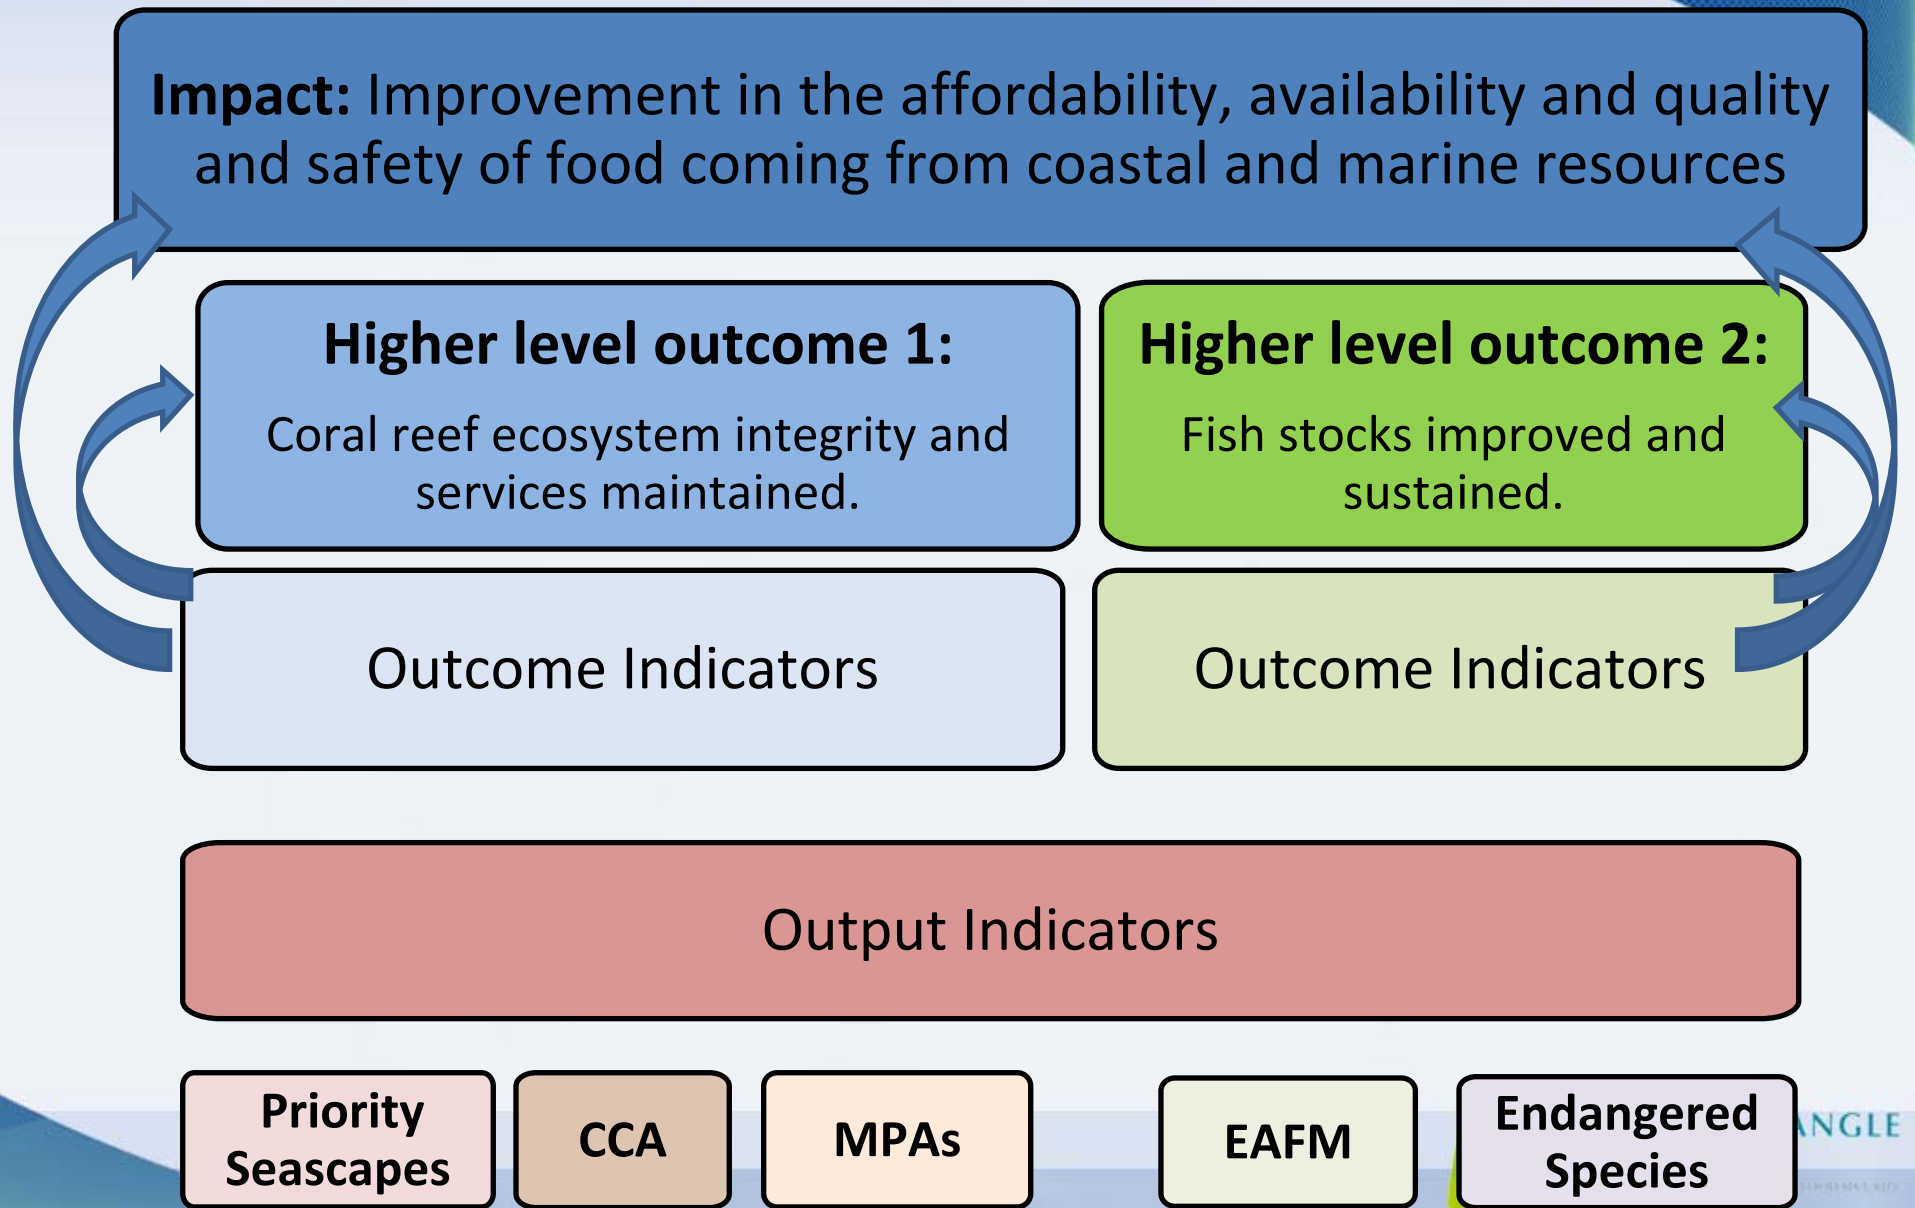 Impact: Improvement in the affordability, availability and quality
and safety of food coming from coastal and marine resources
Higher level outcome 1:
Coral reef ecosystem integrity and
services maintained.
Higher level outcome 2:
Fish stocks improved and
sustained.
Outcome Indicators
Outcome Indicators
Output Indicators
Priority
Seascapes
CCA
MPAs
EAFM
Endangered
Species
ANGLE